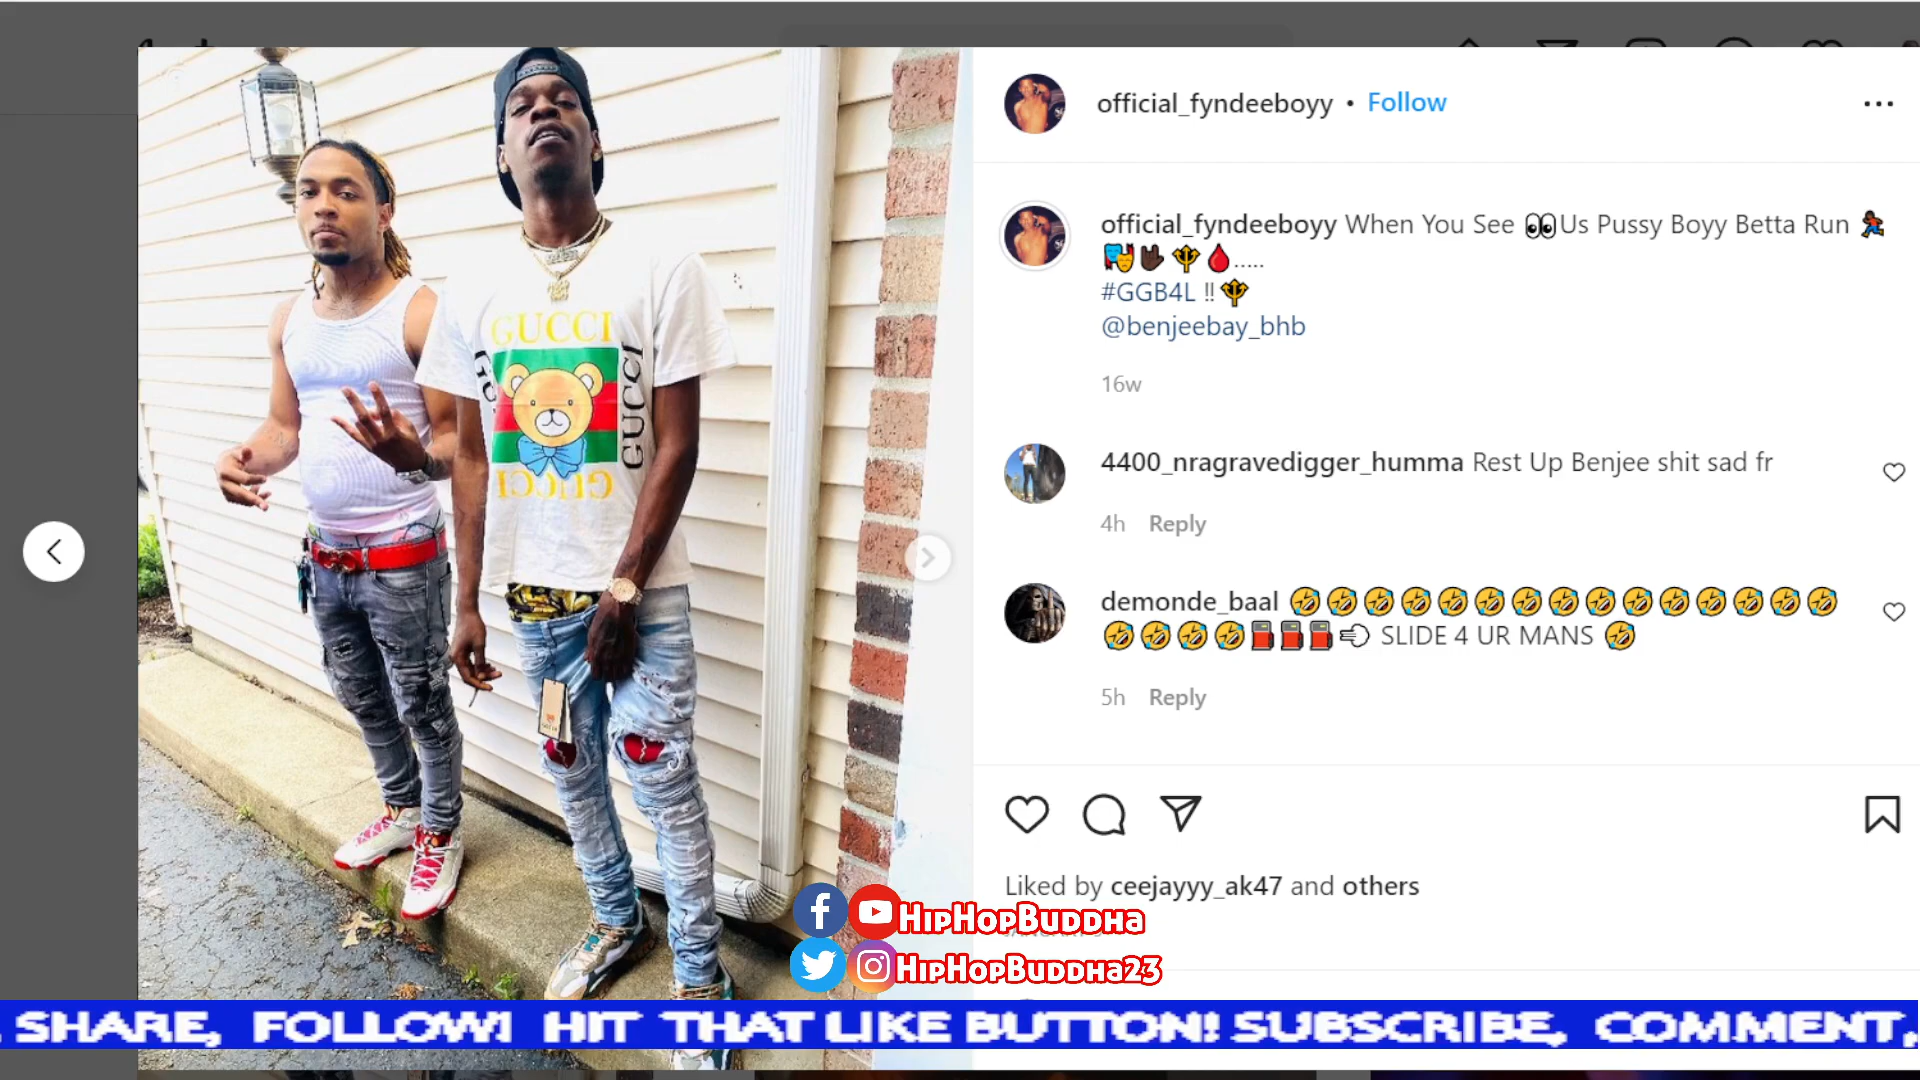 official_fyndeeboyy • Follow
official_fyndeeboyy When You See 👀Us Pussy Boyy Betta Run 🏃🏿
🎭🤘🏿🔱🩸.....
#GGB4L ‼🔱
@benjeebay_bhb
16w
4400_nragravedigger_humma Rest Up Benjee shit sad fr
4h Reply
demonde_baal 🤣🤣🤣🤣🤣🤣🤣🤣🤣🤣🤣🤣🤣🤣🤣
🤣🤣🤣🤣⛽⛽⛽💨 SLIDE 4 UR MANS 🤣
5h Reply
Liked by ceejayyy_ak47 and others
GUCCI
GUCCI
GUCCI
HipHopBuddha
HipHopBuddha23
SHARE, FOLLOW! HIT THAT LIKE BUTTON! SUBSCRIBE, COMMENT,